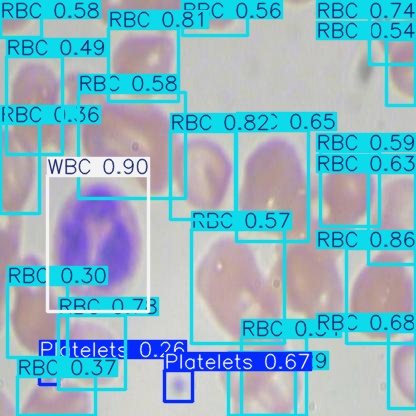 RBC 0.58
RBC 0.81
RBC 0.56
RBC 0.74
RBC 0.54
RBC 0.49
RBC 0.58
RBC 0.36
RBC 0.82
0.65
RBC 0.59
RBC 0.63
WBC 0.90
RBC 0.57
RBC 0.86
RBC 0.30
RBC 0.73
RBC 0.68
Platelets 0.26
Platelets 0.67
RBC 0.37